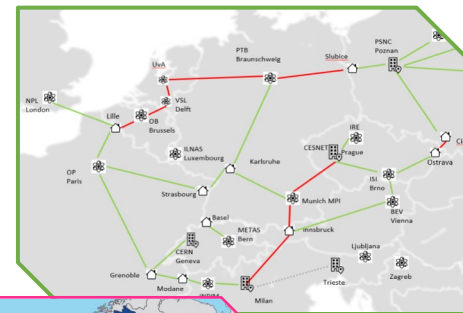 PTB
Braunschweig
Slubice
PSNC
Poznan
UvA
NPL
London
VSL
Delft
Lille
OB
Brussels
IRE
CESNET
Prague
Ostrava
ILNAS
Luxembourg
OP
Paris
Karlsruhe
ISI
Brno
Strasbourg
Munich MPI
BEV
Vienna
Basel
METAS
Bern
Innsbruck
CERN
Geneva
Ljubljana
Zagreb
Grenoble
Modane
Milan
Trieste